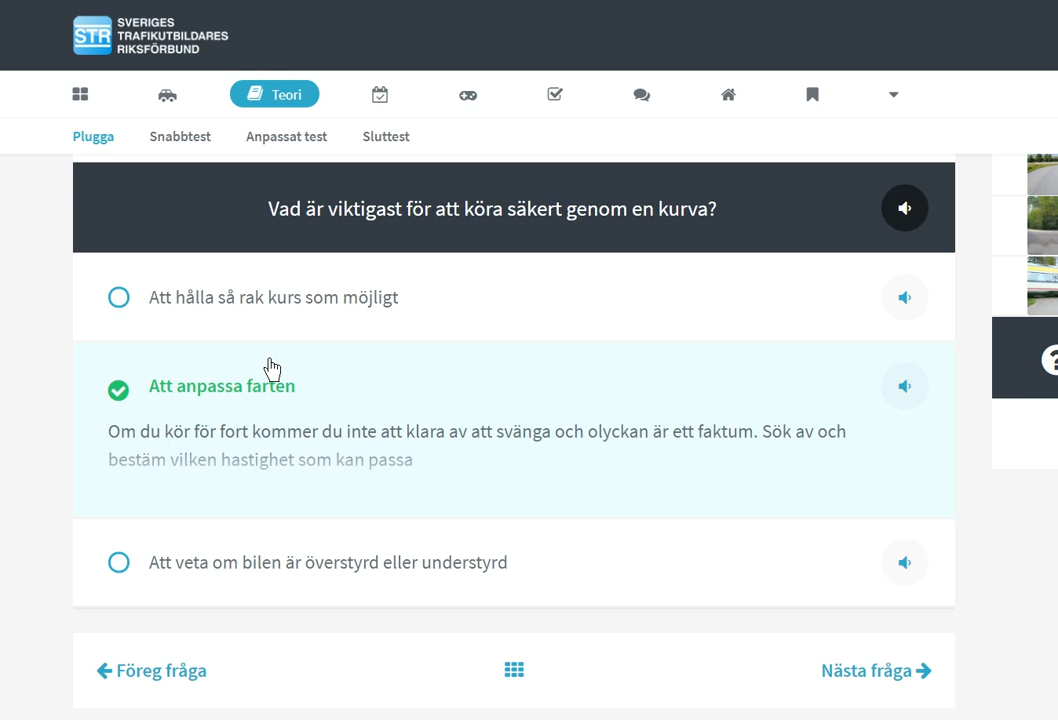 STR
SVERIGES
TRAFIKUTBILDARES
RIKSFÖRBUND
Teori
Plugga
Snabbtest
Anpassat test
Sluttest
Vad är viktigast för att köra säkert genom en kurva?
Att hålla så rak kurs som möjligt
Att anpassa farten
Om du kör för fort kommer du inte att klara av att svänga och olyckan är ett faktum. Sök av och
bestäm vilken hastighet som kan passa
Att veta om bilen är överstyrd eller understyrd
Föreg fråga
Nästa fråga